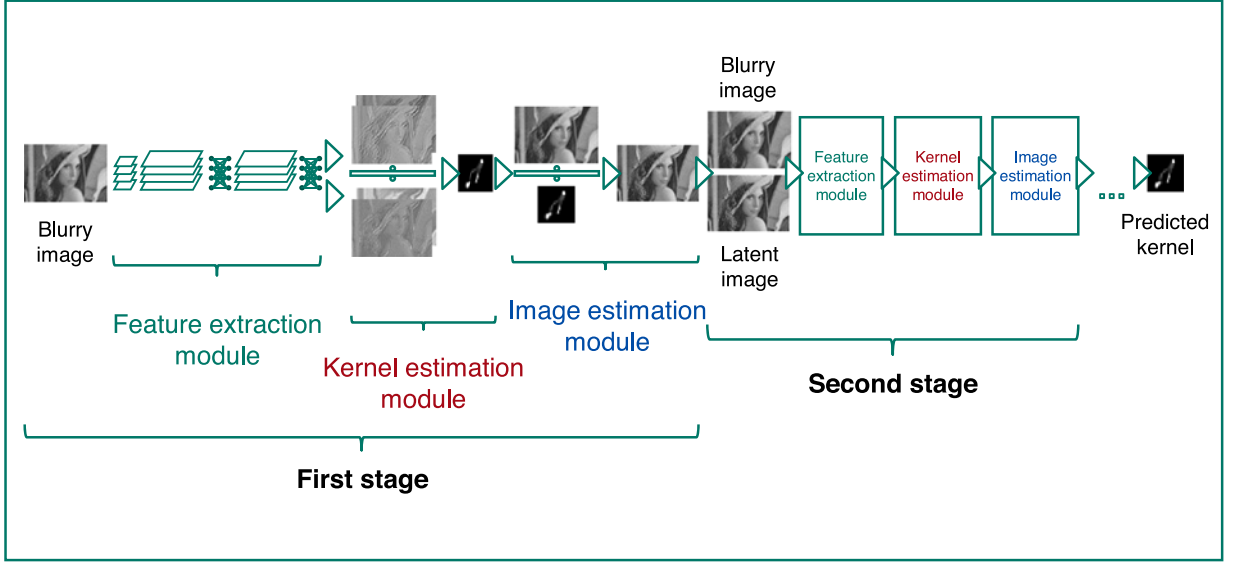 Blurry
image
Feature extraction
module
Kernel estimation
module
Image estimation
module
First stage
Blurry
image
Latent
image
Feature
extraction
module
Kernel
estimation
module
Image
estimation
module
Second stage
Predicted
kernel